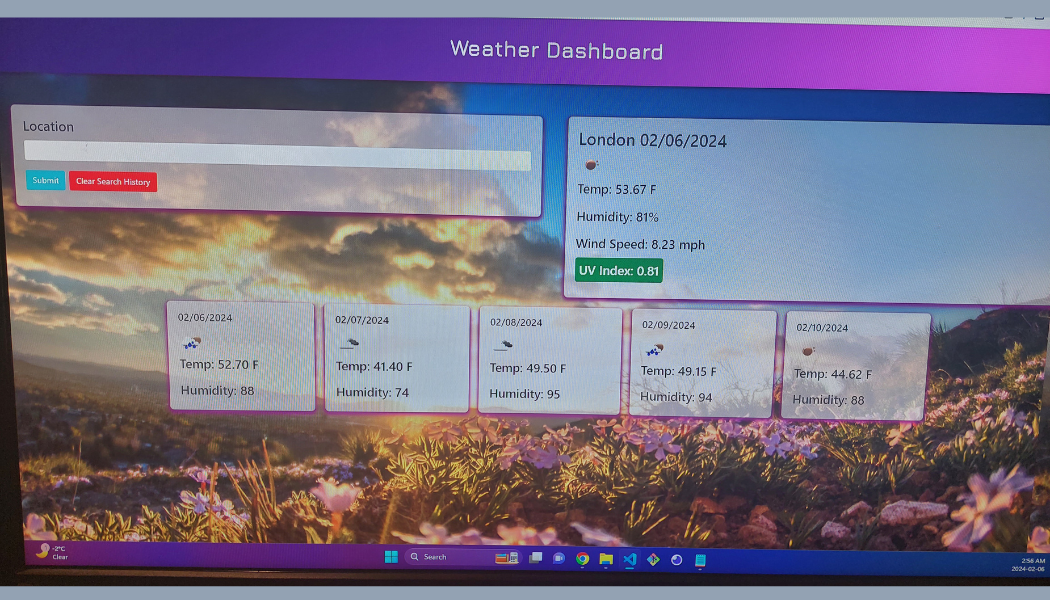 Weather Dashboard
Location
Submit
Clear Search History
London 02/06/2024
Temp: 53.67 F
Humidity: 81%
Wind Speed: 8.23 mph
UV Index: 0.81
02/06/2024
Temp: 52.70 F
Humidity: 88
02/07/2024
Temp: 41.40 F
Humidity: 74
02/08/2024
Temp: 49.50 F
Humidity: 95
02/09/2024
Temp: 49.15 F
Humidity: 94
02/10/2024
Temp: 44.62 F
Humidity: 88
-2°C
Clear
Search
2:56 AM
2024-02-06